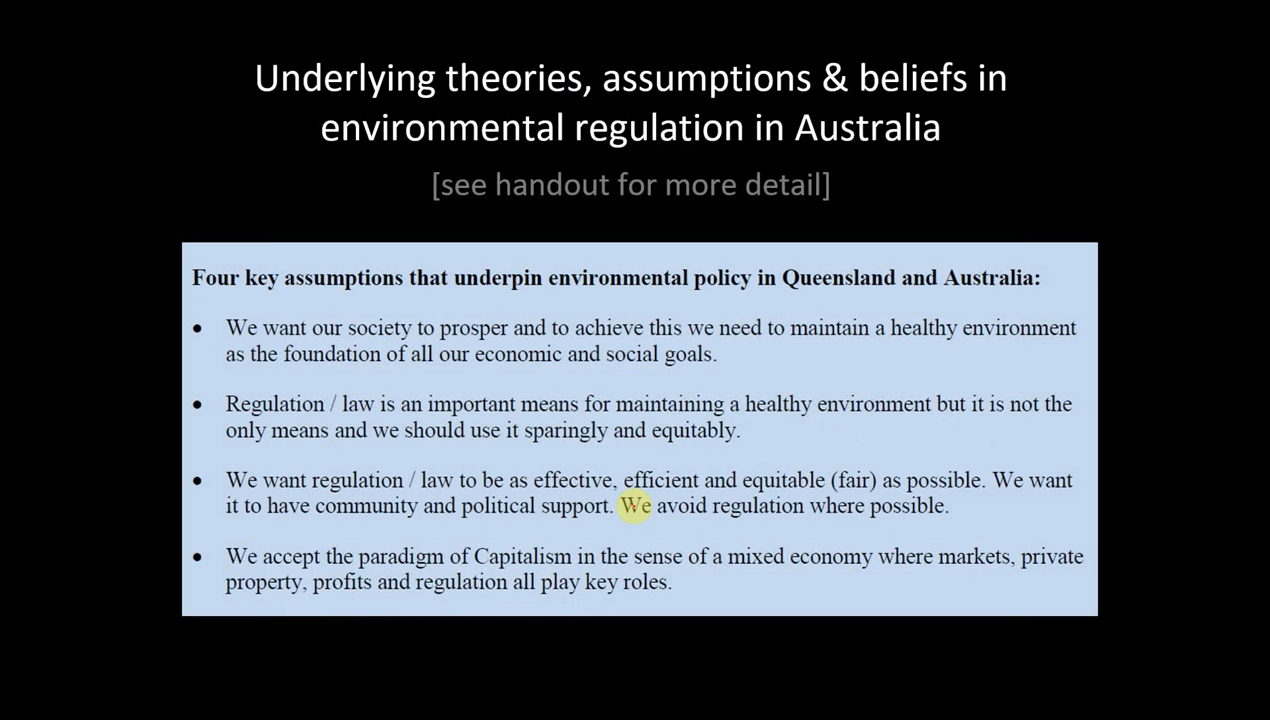 Underlying theories, assumptions & beliefs in
environmental regulation in Australia
[see handout for more detail]
Four key assumptions that underpin environmental policy in Queensland and Australia:
• We want our society to prosper and to achieve this we need to maintain a healthy environment
as the foundation of all our economic and social goals.
• Regulation / law is an important means for maintaining a healthy environment but it is not the
only means and we should use it sparingly and equitably.
• We want regulation / law to be as effective, efficient and equitable (fair) as possible. We want
it to have community and political support. We avoid regulation where possible.
• We accept the paradigm of Capitalism in the sense of a mixed economy where markets, private
property, profits and regulation all play key roles.